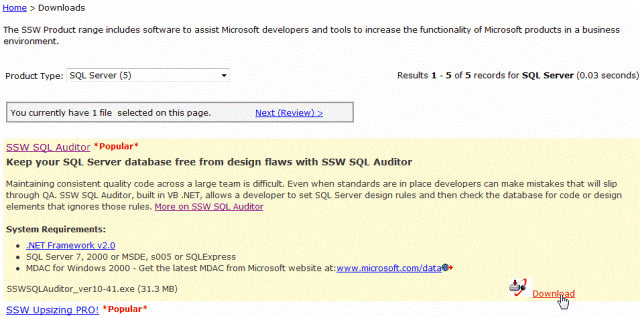 Home > Downloads
The SSW Product range includes software to assist Microsoft developers and tools to increase the functionality of Microsoft products in a business
environment.
Product Type: SQL Server (5) Results 1 - 5 of 5 records for SQL Server (0.03 seconds)
You currently have 1 file selected on this page. Next (Review) >
SSW SQL Auditor *Popular*
Keep your SQL Server database free from design flaws with SSW SQL Auditor
Maintaining consistent quality code across a large team is difficult. Even when standards are in place developers can make mistakes that will slip
through QA. SSW SQL Auditor, built in VB .NET, allows a developer to set SQL Server design rules and then check the database for code or design
elements that ignores those rules. More on SSW SQL Auditor
System Requirements:
• .NET Framework v2.0
• SQL Server 7, 2000 or MSDE, s005 or SQLExpress
• MDAC for Windows 2000 - Get the latest MDAC from Microsoft website at: www.microsoft.com/data
SSWSQLAuditor_ver10-41.exe (31.3 MB) Download
SSW Upsizing PRO! *Popular*